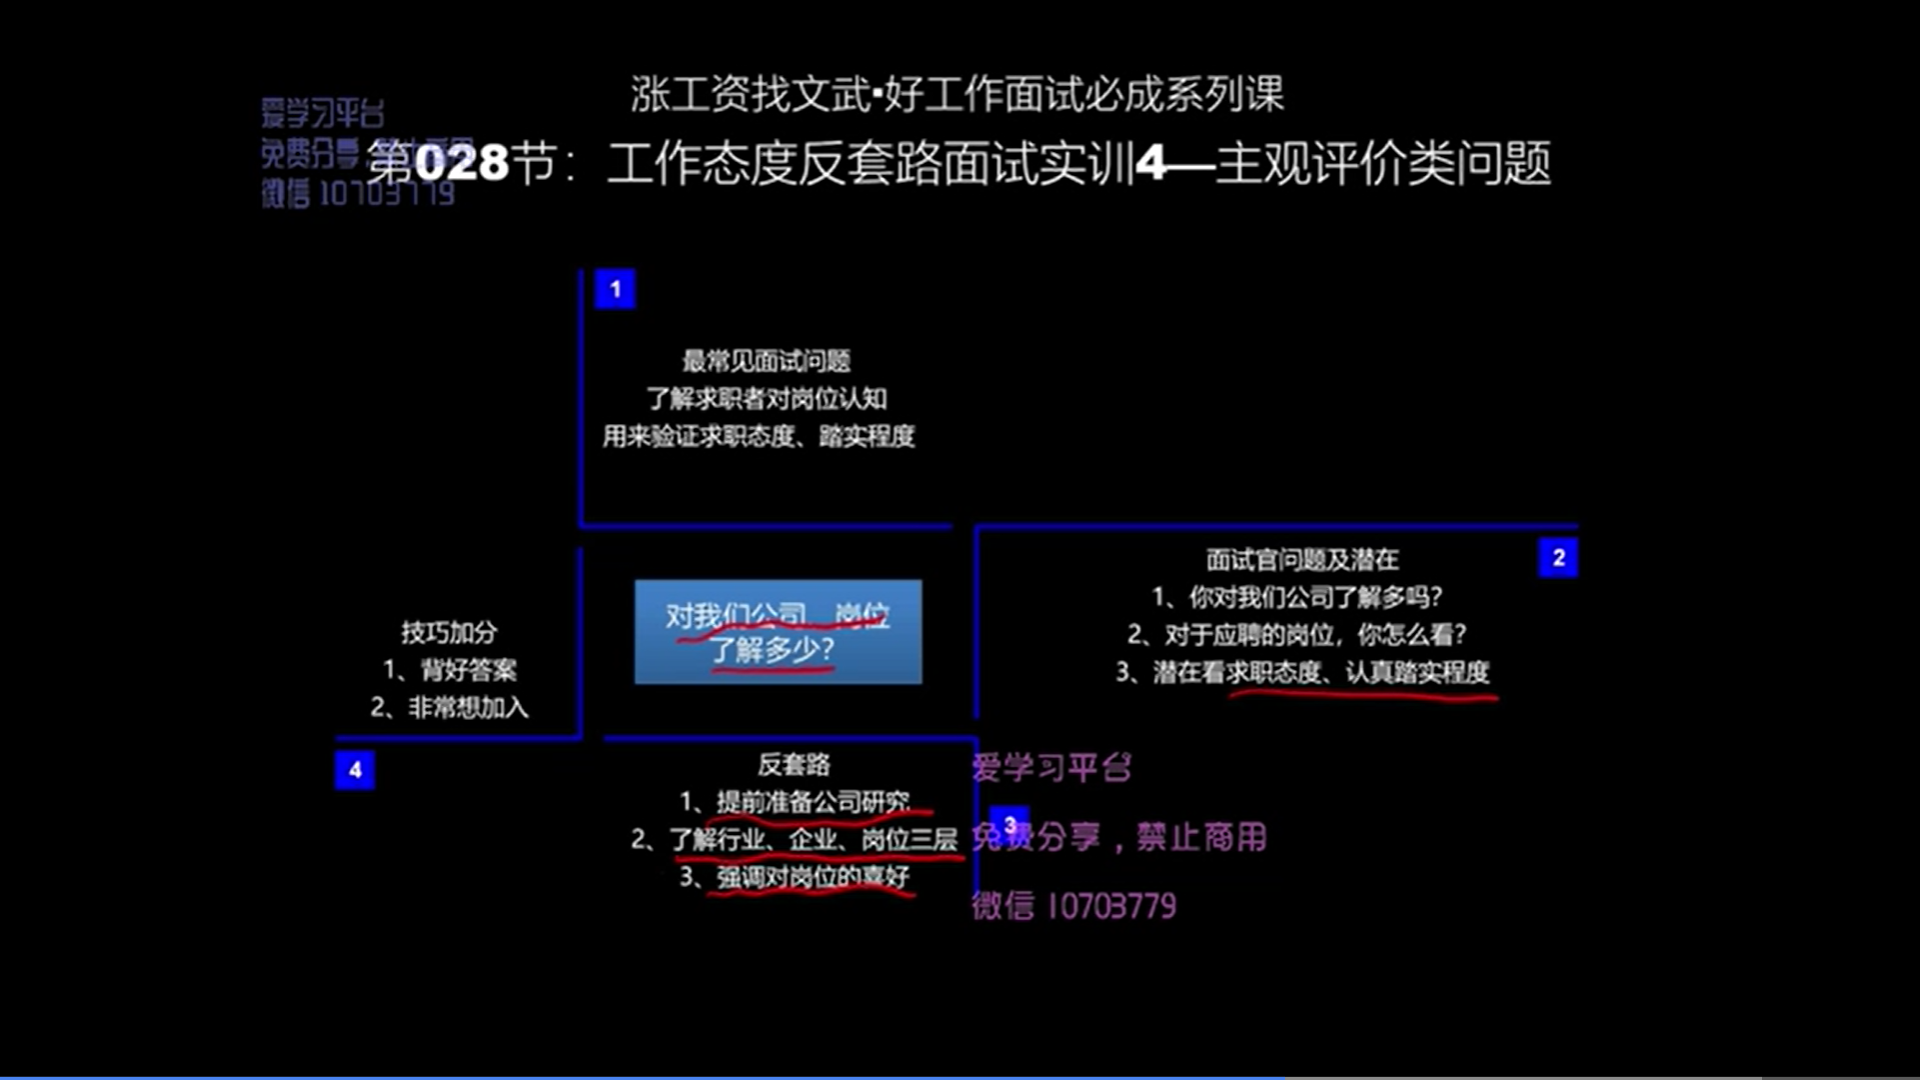 涨工资找文武▪好工作面试必成系列课
爱学习平台
免费分享
第028节：工作态度反套路面试实训4—主观评价类问题
微信 10703779
1
最常见面试问题
了解求职者对岗位认知
用来验证求职态度、踏实程度
2
面试官问题及潜在
1、你对我们公司了解多吗？
2、对于应聘的岗位，你怎么看？
3、潜在看求职态度、认真踏实程度
对我们公司、岗位
了解多少？
技巧加分
1、背好答案
2、非常想加入
4
反套路
1、提前准备公司研究
2、了解行业、企业、岗位三层
3、强调对岗位的喜好
3
爱学习平台
免费分享，禁止商用
微信 10703779